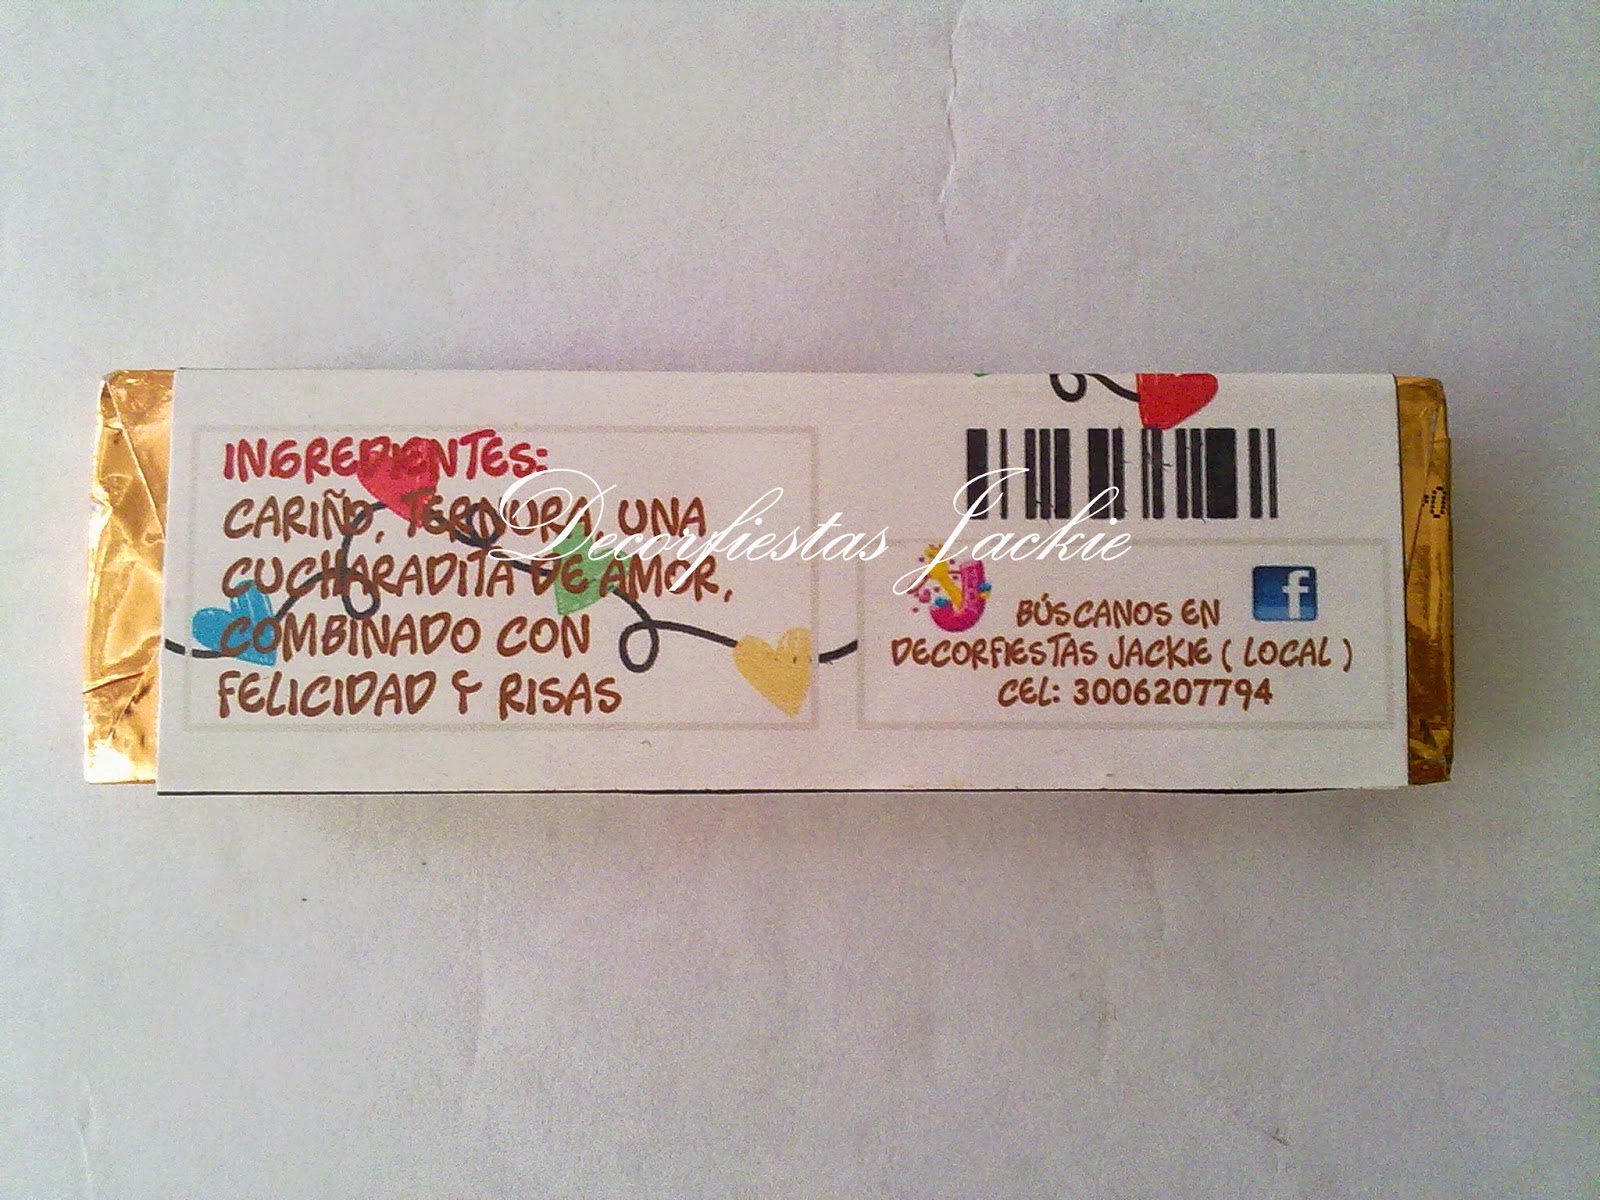 INGREDIENTES:
CARIÑO, TERNURA, UNA
CUCHARADITA DE AMOR,
COMBINADO CON
FELICIDAD Y RISAS
Decorfiestas Jackie
BÚSCANOS EN f
DECORFIESTAS JACKIE ( LOCAL )
CEL: 3006207794